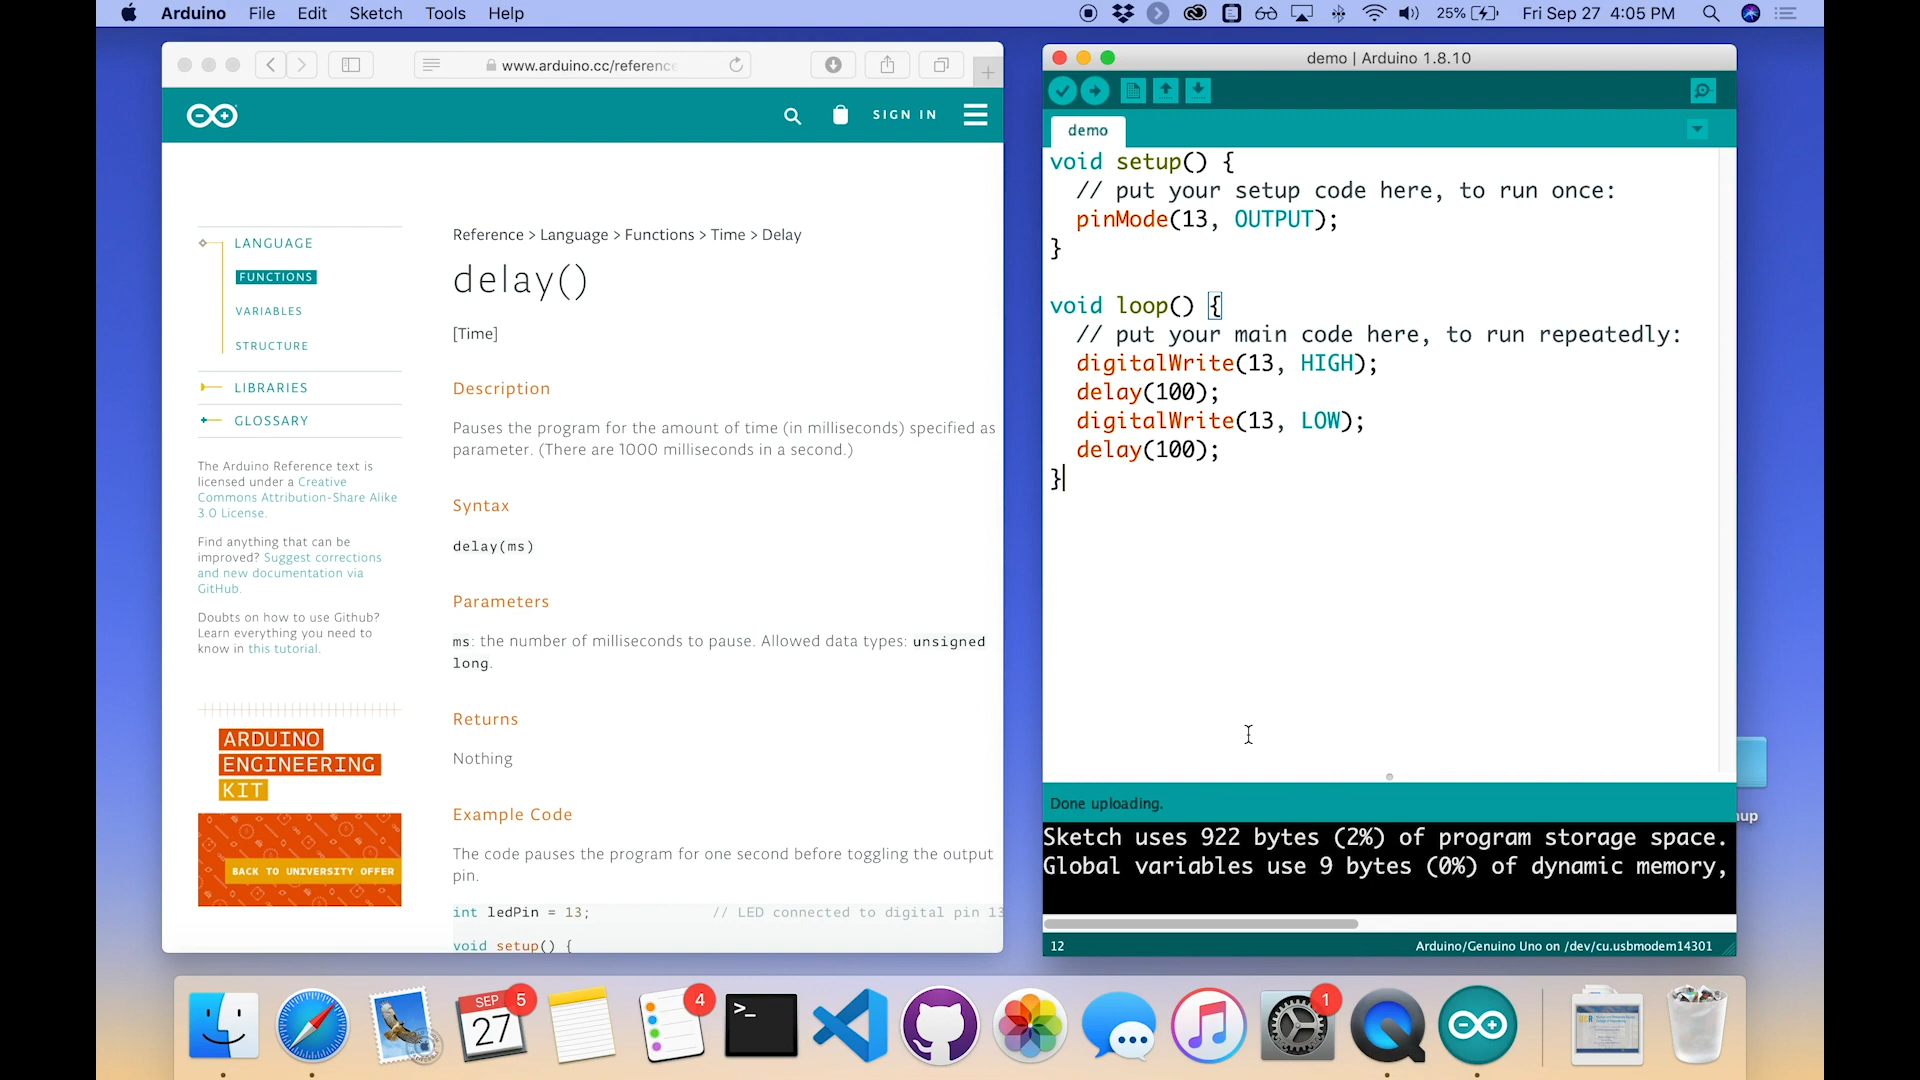 Arduino File Edit Sketch Tools Help
25% Fri Sep 27 4:05 PM
www.arduino.cc/reference
SIGN IN
LANGUAGE
FUNCTIONS
VARIABLES
STRUCTURE
LIBRARIES
GLOSSARY
The Arduino Reference text is
licensed under a Creative
Commons Attribution-Share Alike
3.0 License.
Find anything that can be
improved? Suggest corrections
and new documentation via
GitHub.
Doubts on how to use Github?
Learn everything you need to
know in this tutorial.
ARDUINO
ENGINEERING
KIT
BACK TO UNIVERSITY OFFER
Reference > Language > Functions > Time > Delay
delay()
[Time]
Description
Pauses the program for the amount of time (in milliseconds) specified as
parameter. (There are 1000 milliseconds in a second.)
Syntax
delay(ms)
Parameters
ms: the number of milliseconds to pause. Allowed data types: unsigned
long.
Returns
Nothing
Example Code
The code pauses the program for one second before toggling the output
pin.
int ledPin = 13; // LED connected to digital pin 13
void setup() {
demo | Arduino 1.8.10
demo
void setup() {
// put your setup code here, to run once:
pinMode(13, OUTPUT);
}
void loop() {
// put your main code here, to run repeatedly:
digitalWrite(13, HIGH);
delay(100);
digitalWrite(13, LOW);
delay(100);
}
Done uploading.
Sketch uses 922 bytes (2%) of program storage space.
Global variables use 9 bytes (0%) of dynamic memory,
12 Arduino/Genuino Uno on /dev/cu.usbmodem14301
SEP
27
5
4
1